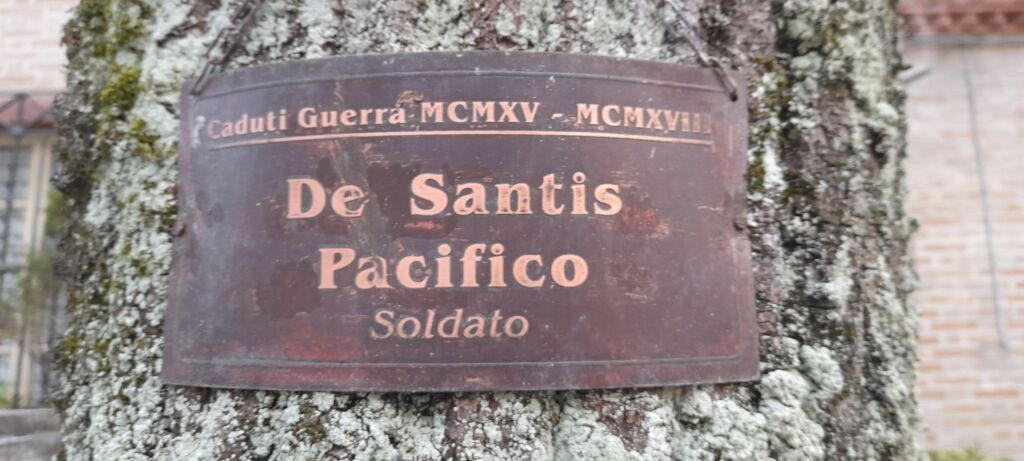 Caduti Guerra MCMXV - MCMXVIII
De Santis
Pacifico
Soldato